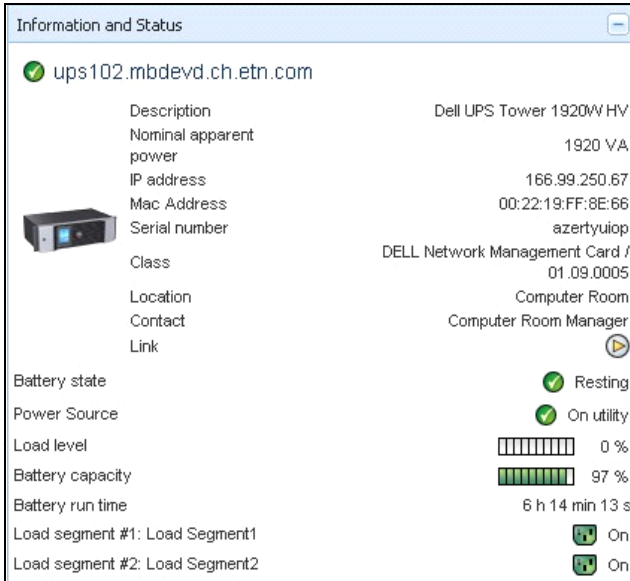 Information and Status
ups102.mbdevd.ch.etn.com
Description Dell UPS Tower 1920W HV
Nominal apparent
power 1920 VA
IP address 166.99.250.67
Mac Address 00:22:19:FF:8E:66
Serial number azertyuiop
Class DELL Network Management Card /
01.09.0005
Location Computer Room
Contact Computer Room Manager
Link
Battery state Resting
Power Source On utility
Load level 0 %
Battery capacity 97 %
Battery run time 6 h 14 min 13 s
Load segment #1: Load Segment1 On
Load segment #2: Load Segment2 On